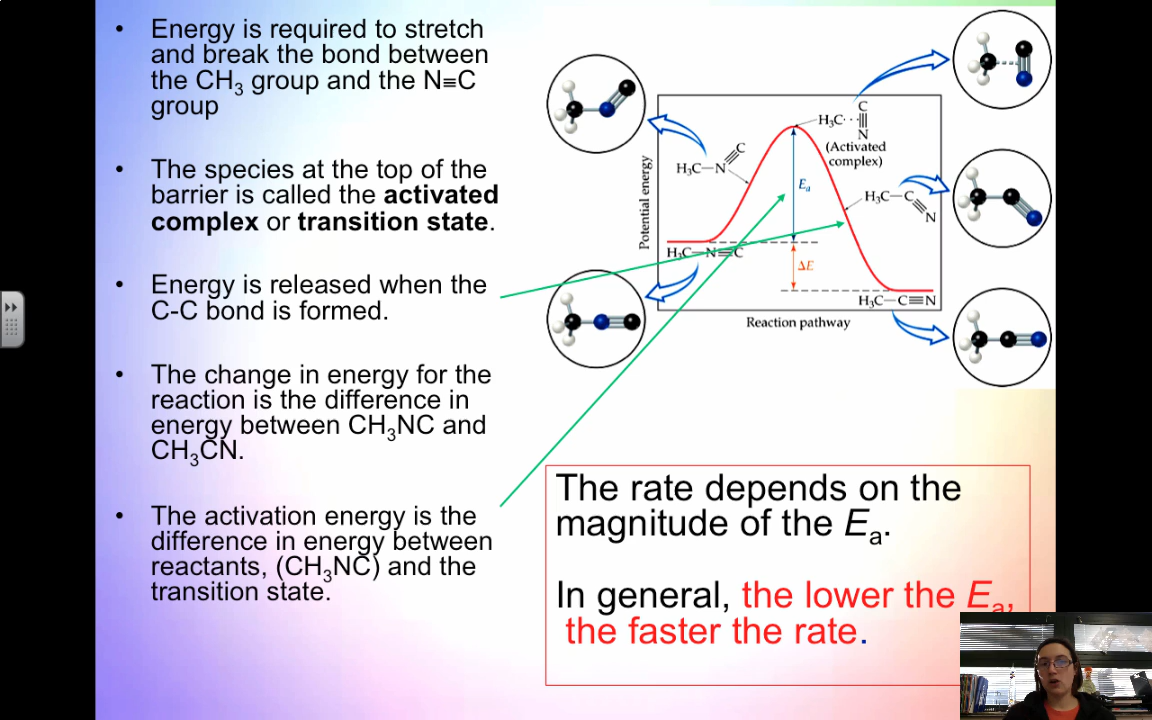 • Energy is required to stretch
and break the bond between
the CH₃ group and the N≡C
group
• The species at the top of the
barrier is called the activated
complex or transition state.
• Energy is released when the
C-C bond is formed.
• The change in energy for the
reaction is the difference in
energy between CH₃NC and
CH₃CN.
• The activation energy is the
difference in energy between
reactants, (CH₃NC) and the
transition state.
Potential energy
H₃C—N≡C
H₃C···C≡N
(Activated
complex)
Eₐ
H₃C—C≡N
H₃C—N≡C
ΔE
H₃C—C≡N
Reaction pathway
The rate depends on the
magnitude of the Eₐ.
In general, the lower the Eₐ,
the faster the rate.